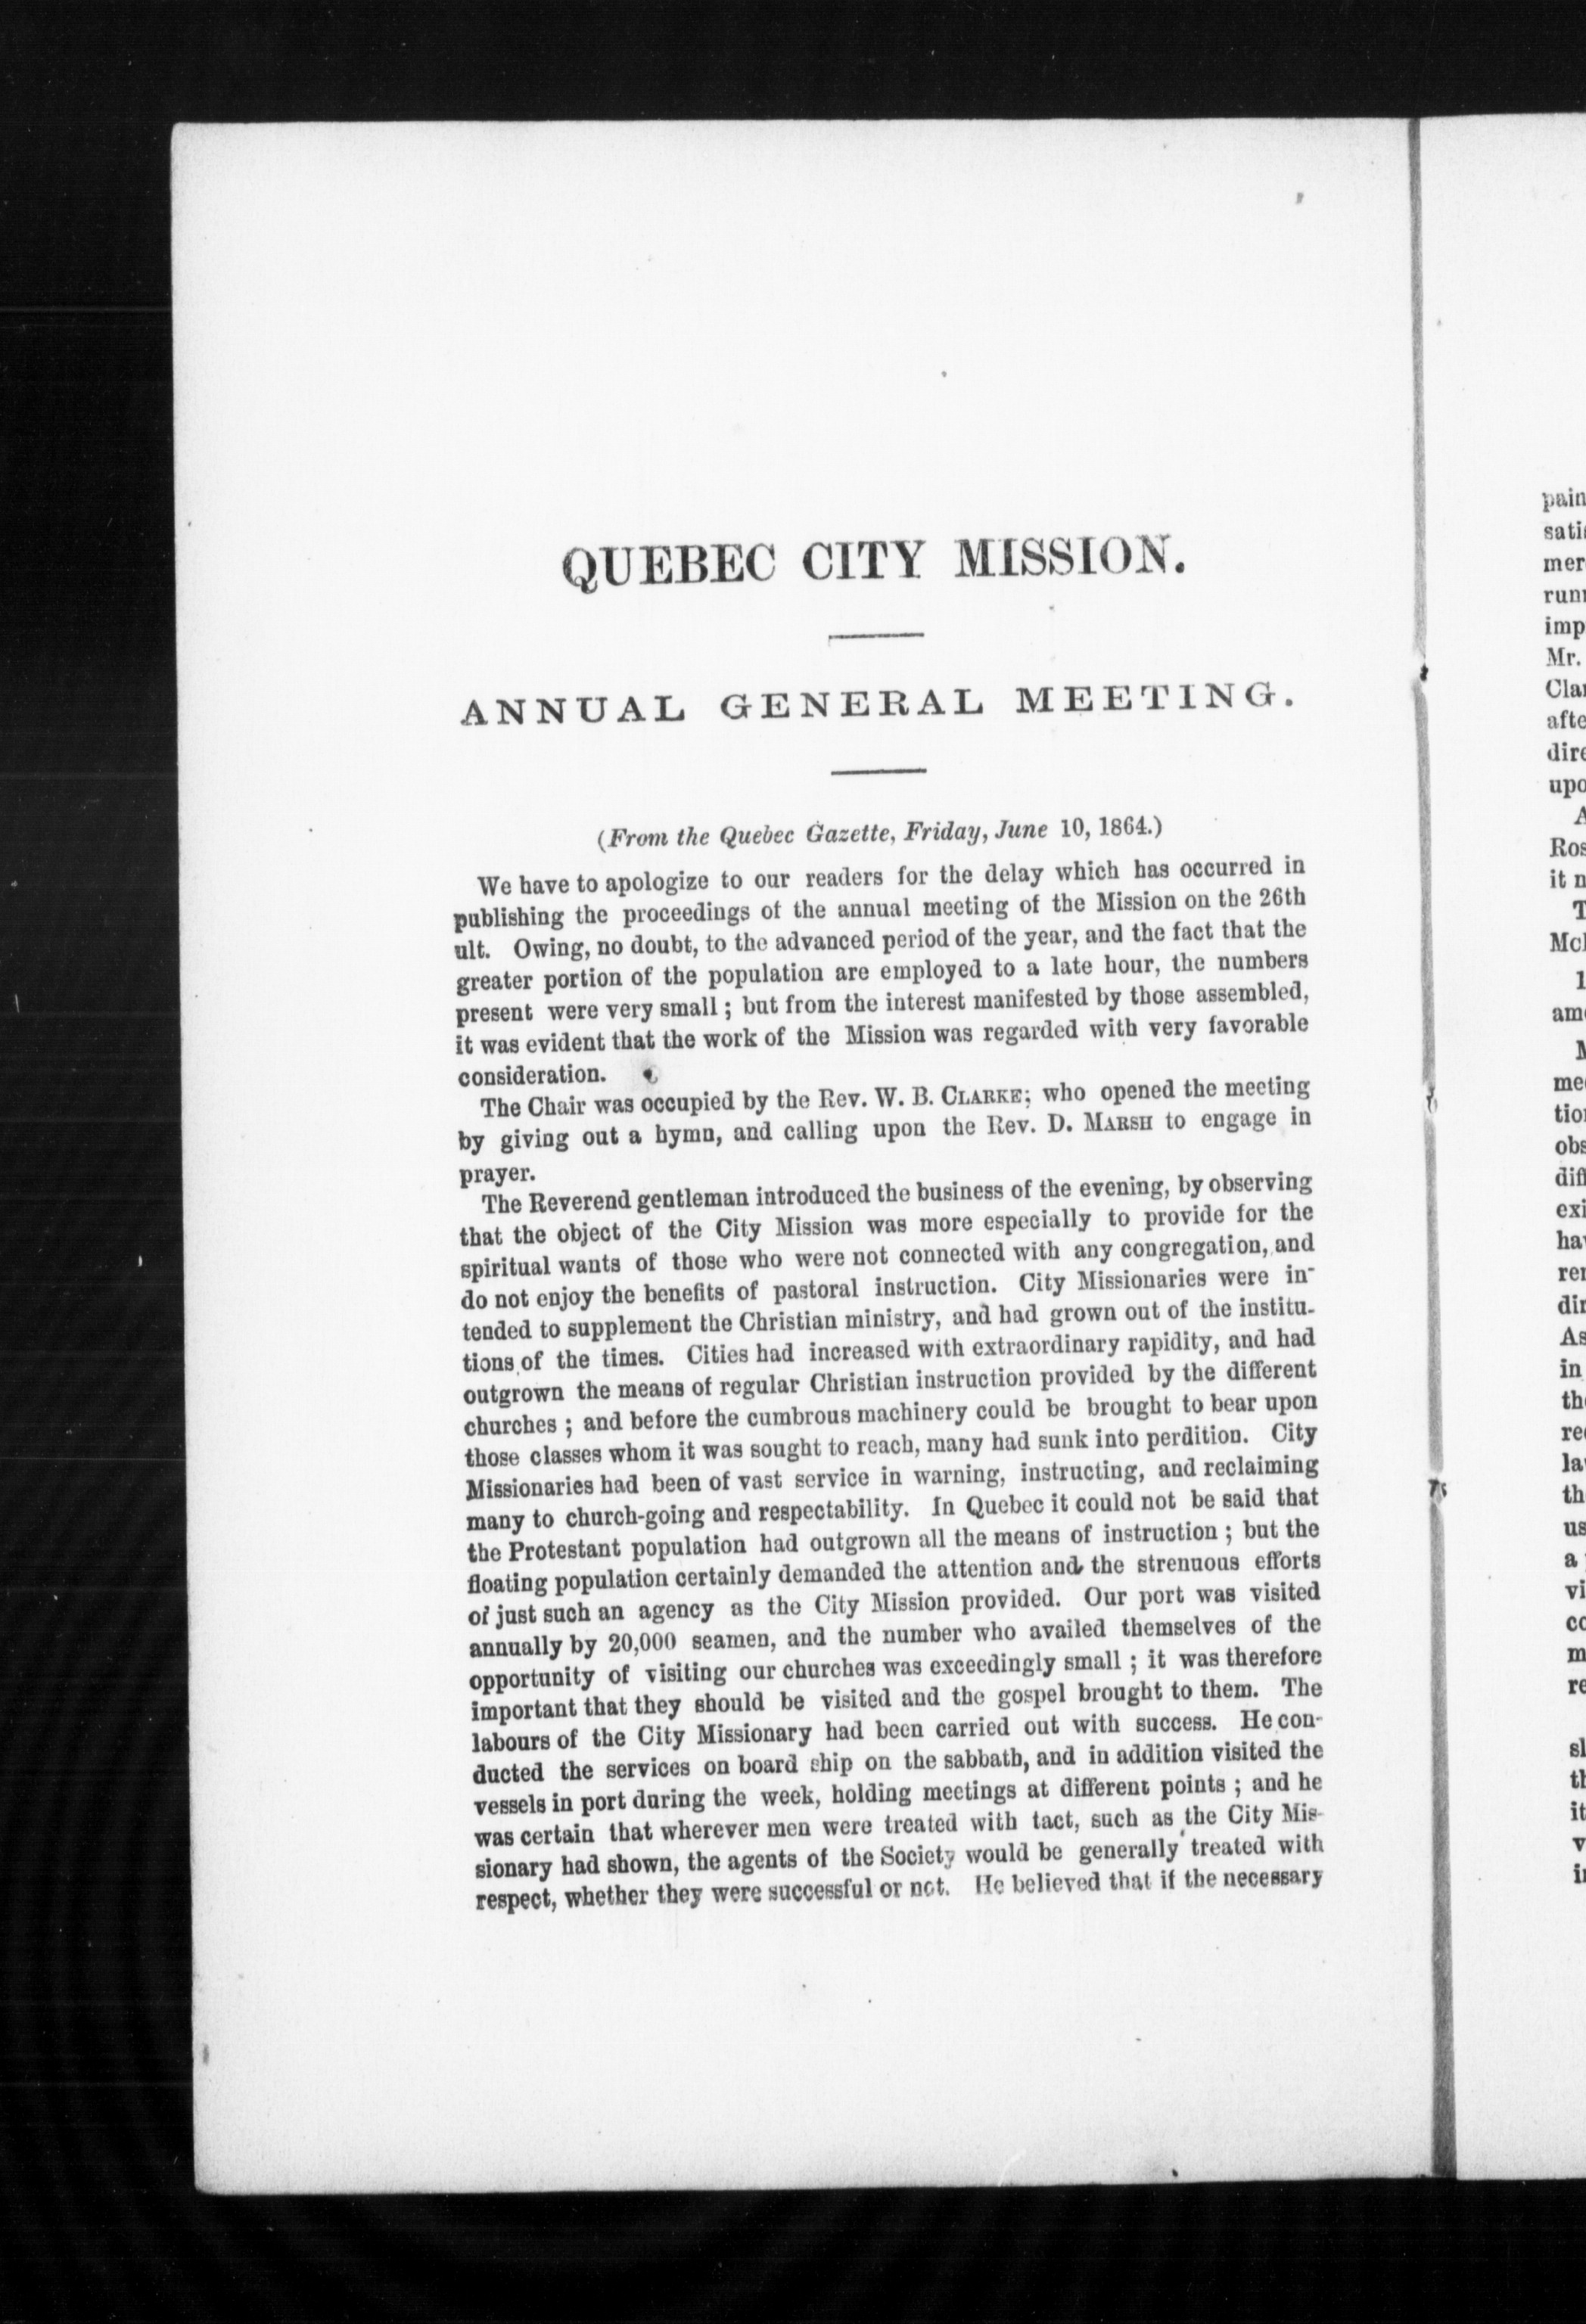 QUEBEC CITY MISSION.
ANNUAL GENERAL MEETING.
(From the Quebec Gazette, Friday, June 10, 1864.)
We have to apologize to our readers for the delay which has occurred in
publishing the proceedings of the annual meeting of the Mission on the 26th
ult. Owing, no doubt, to the advanced period of the year, and the fact that the
greater portion of the population are employed to a late hour, the numbers
present were very small ; but from the interest manifested by those assembled,
it was evident that the work of the Mission was regarded with very favorable
consideration.
The Chair was occupied by the Rev. W. B. CLARKE; who opened the meeting
by giving out a hymn, and calling upon the Rev. D. MARSH to engage in
prayer.
The Reverend gentleman introduced the business of the evening, by observing
that the object of the City Mission was more especially to provide for the
spiritual wants of those who were not connected with any congregation, and
do not enjoy the benefits of pastoral instruction. City Missionaries were in-
tended to supplement the Christian ministry, and had grown out of the institu-
tions of the times. Cities had increased with extraordinary rapidity, and had
outgrown the means of regular Christian instruction provided by the different
churches ; and before the cumbrous machinery could be brought to bear upon
those classes whom it was sought to reach, many had sunk into perdition. City
Missionaries had been of vast service in warning, instructing, and reclaiming
many to church-going and respectability. In Quebec it could not be said that
the Protestant population had outgrown all the means of instruction ; but the
floating population certainly demanded the attention and the strenuous efforts
of just such an agency as the City Mission provided. Our port was visited
annually by 20,000 seamen, and the number who availed themselves of the
opportunity of visiting our churches was exceedingly small ; it was therefore
important that they should be visited and the gospel brought to them. The
labours of the City Missionary had been carried out with success. He con-
ducted the services on board ship on the sabbath, and in addition visited the
vessels in port during the week, holding meetings at different points ; and he
was certain that wherever men were treated with tact, such as the City Mis-
sionary had shown, the agents of the Society would be generally treated with
respect, whether they were successful or not. He believed that if the necessary